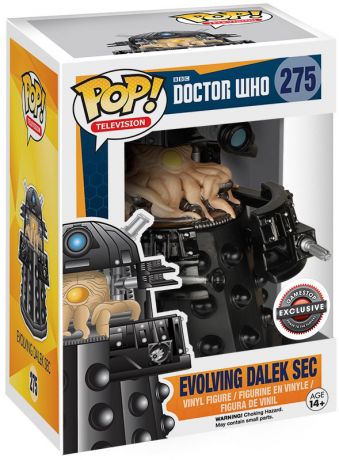 POP!
TELEVISION
BBC
DOCTOR WHO
275
GAMESTOP
EXCLUSIVE
EVOLVING DALEK SEC
VINYL FIGURE / FIGURINE EN VINYLE /
FIGURA DE VINIL
WARNING! Choking Hazard.
May contain small parts.
AGE
14+
EVOLVING DALEK SEC
275